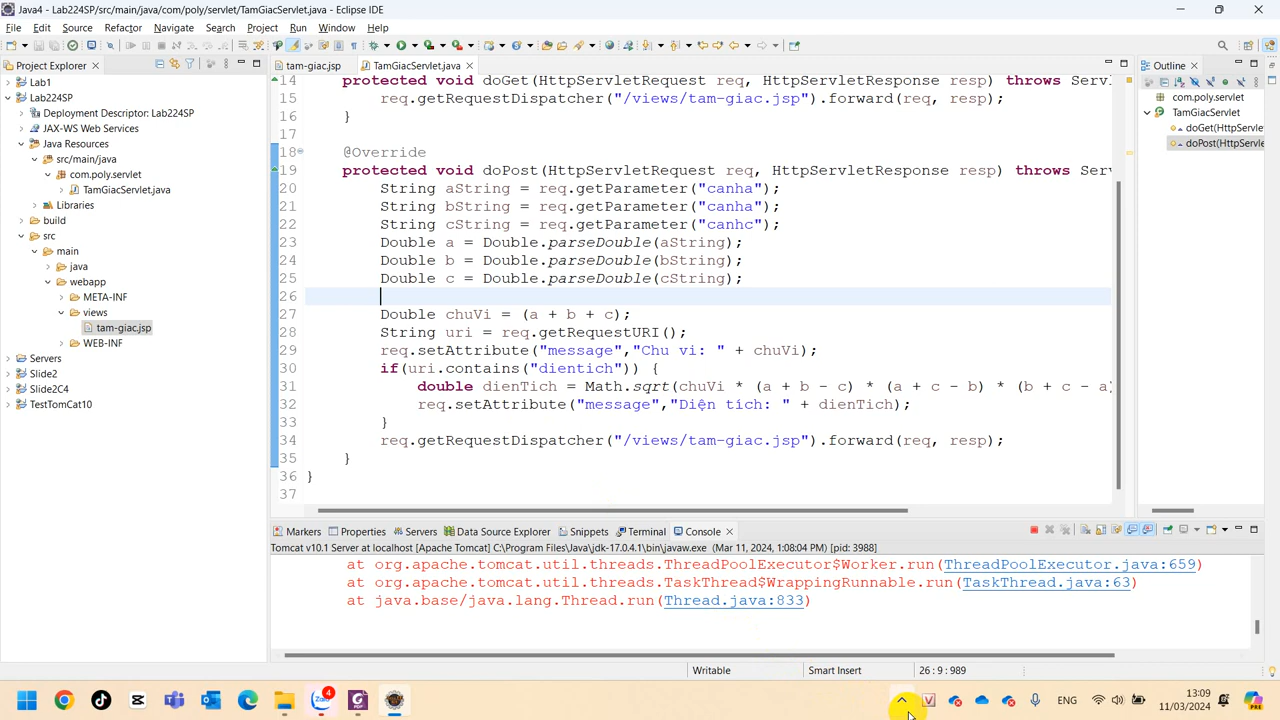 Java4 - Lab224SP/src/main/java/com/poly/servlet/TamGiacServlet.java - Eclipse IDE
File Edit Source Refactor Navigate Search Project Run Window Help
Project Explorer
Lab1
Lab224SP
Deployment Descriptor: Lab224SP
JAX-WS Web Services
Java Resources
src/main/java
com.poly.servlet
TamGiacServlet.java
Libraries
build
src
main
java
webapp
META-INF
views
tam-giac.jsp
WEB-INF
Servers
Slide2
Slide2C4
TestTomCat10
tam-giac.jsp TamGiacServlet.java
14 protected void doGet(HttpServletRequest req, HttpServletResponse resp) throws Servl
15 req.getRequestDispatcher("/views/tam-giac.jsp").forward(req, resp);
16 }
17
18 @Override
19 protected void doPost(HttpServletRequest req, HttpServletResponse resp) throws Serv
20 String aString = req.getParameter("canha");
21 String bString = req.getParameter("canha");
22 String cString = req.getParameter("canhc");
23 Double a = Double.parseDouble(aString);
24 Double b = Double.parseDouble(bString);
25 Double c = Double.parseDouble(cString);
26
27 Double chuVi = (a + b + c);
28 String uri = req.getRequestURI();
29 req.setAttribute("message","Chu vi: " + chuVi);
30 if(uri.contains("dientich")) {
31 double dienTich = Math.sqrt(chuVi * (a + b - c) * (a + c - b) * (b + c - a)
32 req.setAttribute("message","Diện tích: " + dienTich);
33 }
34 req.getRequestDispatcher("/views/tam-giac.jsp").forward(req, resp);
35 }
36 }
37
Outline
com.poly.servlet
TamGiacServlet
doGet(HttpServle
doPost(HttpServle
Markers Properties Servers Data Source Explorer Snippets Terminal Console
Tomcat v10.1 Server at localhost [Apache Tomcat] C:\Program Files\Java\jdk-17.0.4.1\bin\javaw.exe (Mar 11, 2024, 1:08:04 PM) [pid: 3988]
at org.apache.tomcat.util.threads.ThreadPoolExecutor$Worker.run(ThreadPoolExecutor.java:659)
at org.apache.tomcat.util.threads.TaskThread$WrappingRunnable.run(TaskThread.java:63)
at java.base/java.lang.Thread.run(Thread.java:833)
Writable Smart Insert 26 : 9 : 989
Zalo 4
ENG
13:09
11/03/2024